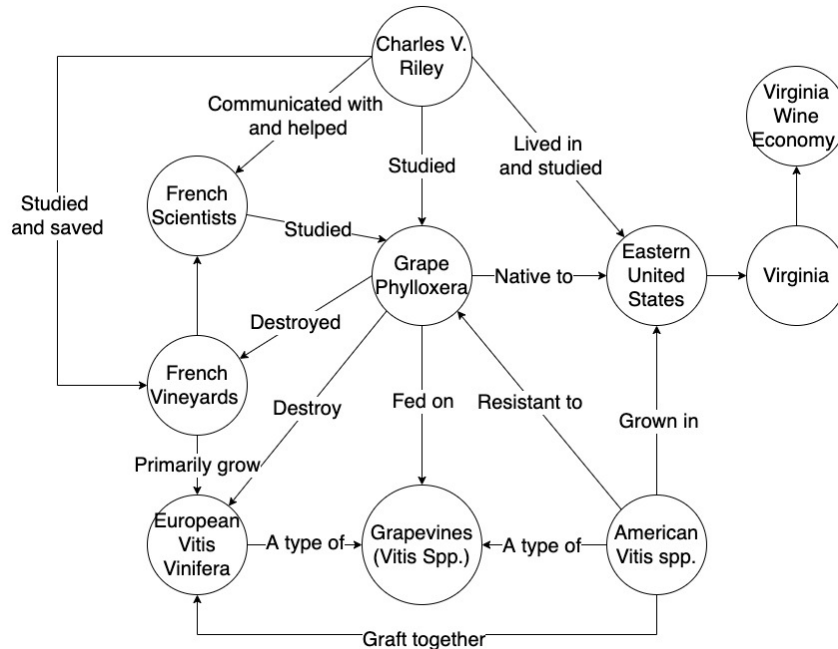 Charles V.
Riley
Communicated with
and helped
Studied
Lived in
and studied
Virginia
Wine
Economy
Studied
and saved
French
Scientists
Studied
Grape
Phylloxera
Native to
Eastern
United
States
Virginia
Destroyed
French
Vineyards
Destroy
Fed on
Resistant to
Grown in
Primarily grow
European
Vitis
Vinifera
A type of
Grapevines
(Vitis Spp.)
A type of
American
Vitis spp.
Graft together